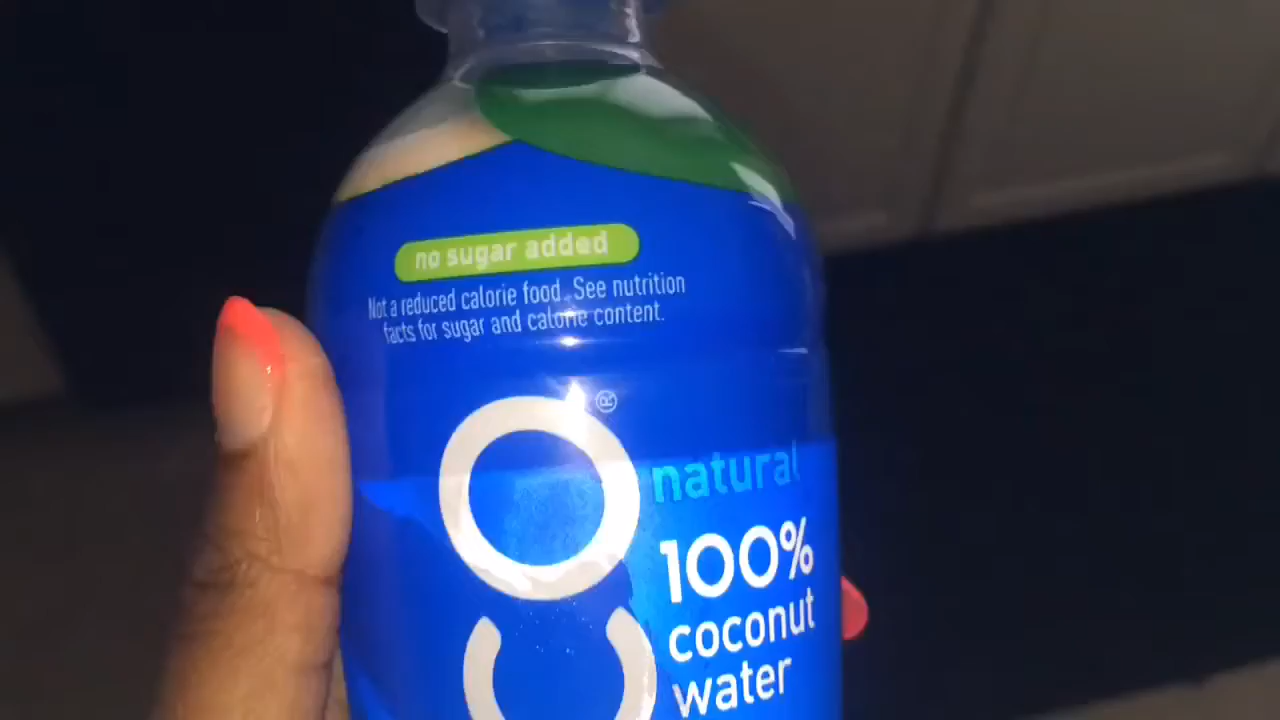 no sugar added
Not a reduced calorie food. See nutrition
facts for sugar and calorie content.
®
natural
100%
coconut
water